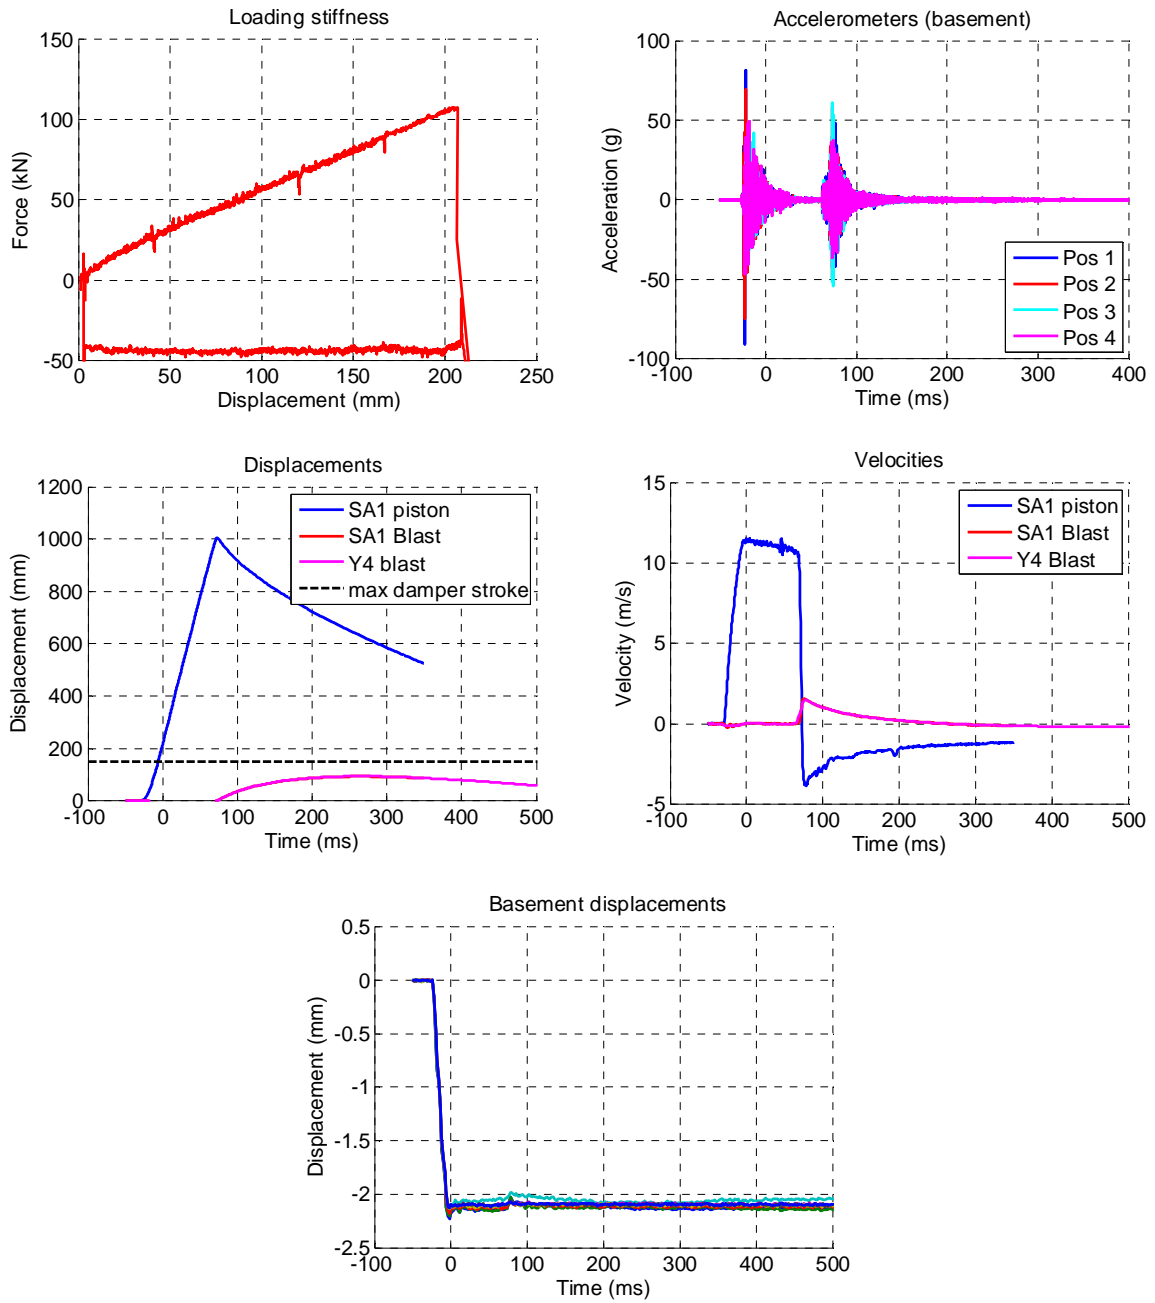 Loading stiffness
150
100
50
0
-50
0 50 100 150 200 250
Force (kN)
Displacement (mm)
Accelerometers (basement)
100
50
0
-50
-100
-100 0 100 200 300 400
Acceleration (g)
Time (ms)
Pos 1
Pos 2
Pos 3
Pos 4
Displacements
1200
1000
800
600
400
200
0
-100 0 100 200 300 400 500
Displacement (mm)
Time (ms)
SA1 piston
SA1 Blast
Y4 blast
max damper stroke
Velocities
15
10
5
0
-5
-100 0 100 200 300 400 500
Velocity (m/s)
Time (ms)
SA1 piston
SA1 Blast
Y4 Blast
Basement displacements
0.5
0
-0.5
-1
-1.5
-2
-2.5
-100 0 100 200 300 400 500
Displacement (mm)
Time (ms)